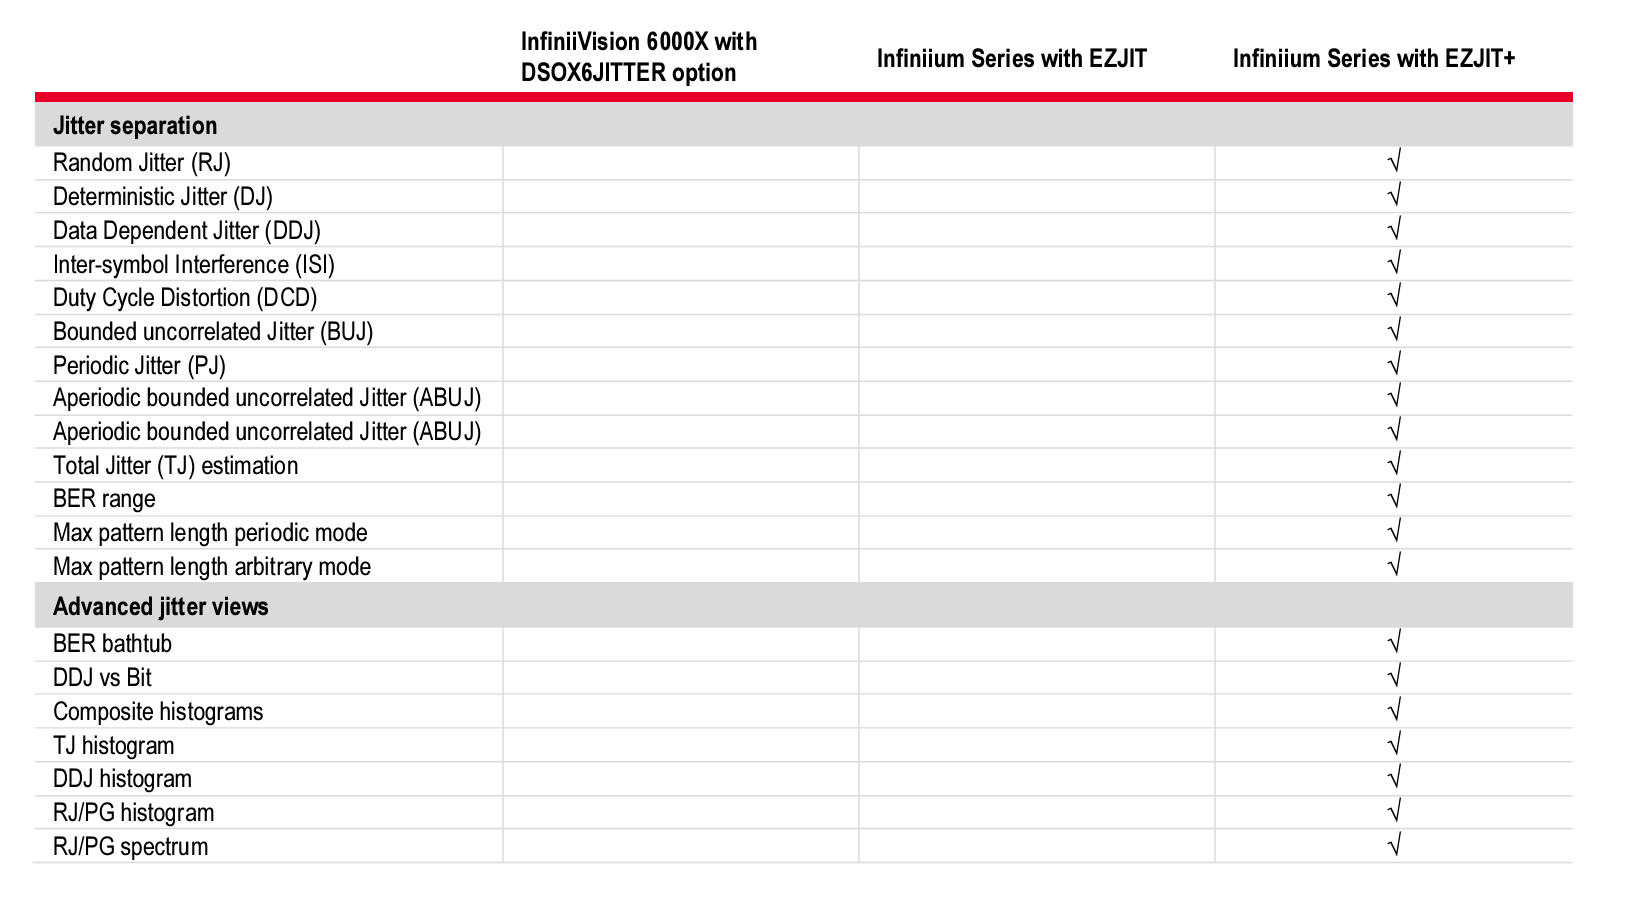 InfiniiVision 6000X with
DSOX6JITTER option
Infiniium Series with EZJIT
Infiniium Series with EZJIT+
Jitter separation
Random Jitter (RJ) √
Deterministic Jitter (DJ) √
Data Dependent Jitter (DDJ) √
Inter-symbol Interference (ISI) √
Duty Cycle Distortion (DCD) √
Bounded uncorrelated Jitter (BUJ) √
Periodic Jitter (PJ) √
Aperiodic bounded uncorrelated Jitter (ABUJ) √
Aperiodic bounded uncorrelated Jitter (ABUJ) √
Total Jitter (TJ) estimation √
BER range √
Max pattern length periodic mode √
Max pattern length arbitrary mode √
Advanced jitter views
BER bathtub √
DDJ vs Bit √
Composite histograms √
TJ histogram √
DDJ histogram √
RJ/PG histogram √
RJ/PG spectrum √